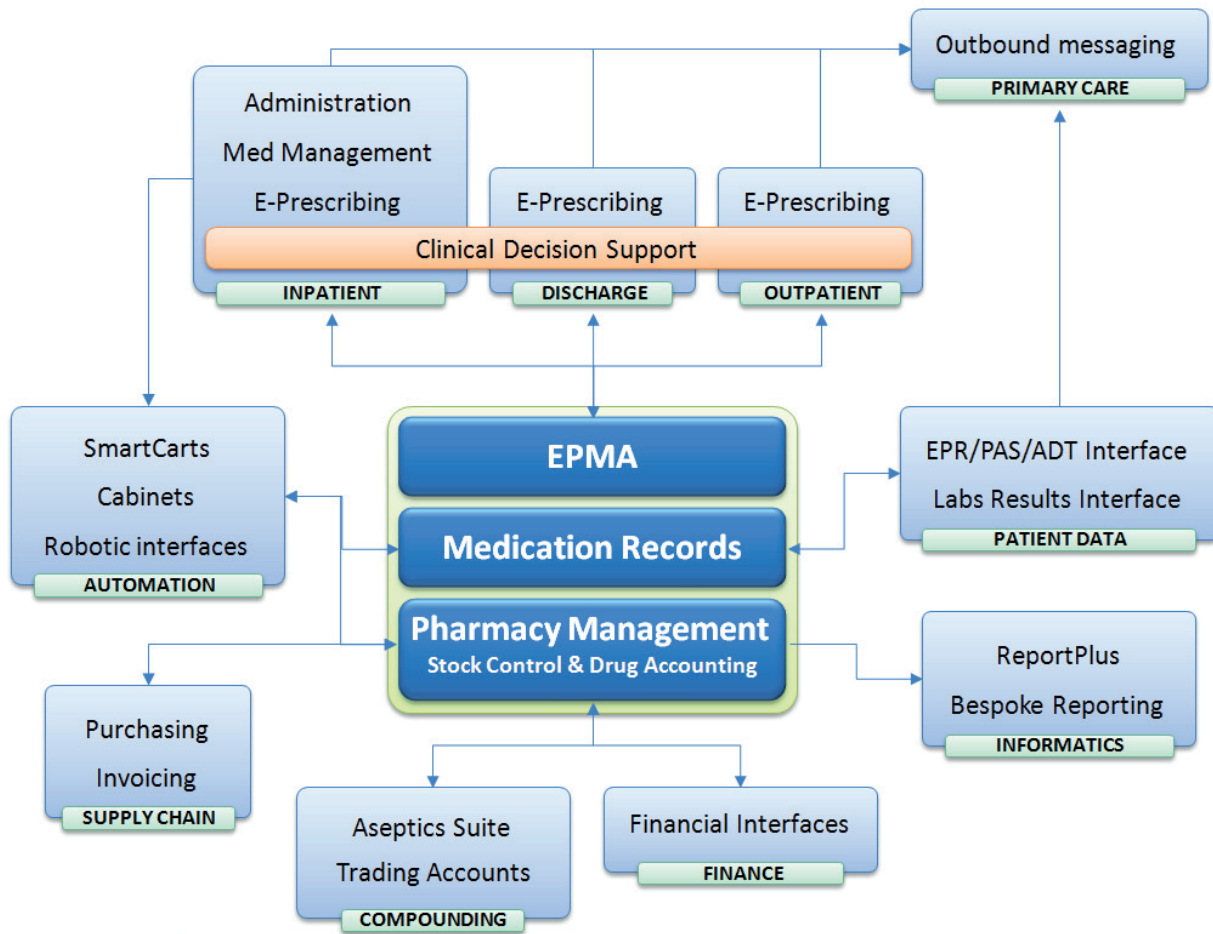 Outbound messaging
PRIMARY CARE
Administration
Med Management
E-Prescribing
E-Prescribing
E-Prescribing
Clinical Decision Support
INPATIENT
DISCHARGE
OUTPATIENT
SmartCarts
Cabinets
Robotic interfaces
AUTOMATION
EPMA
Medication Records
Pharmacy Management
Stock Control & Drug Accounting
EPR/PAS/ADT Interface
Labs Results Interface
PATIENT DATA
ReportPlus
Bespoke Reporting
INFORMATICS
Purchasing
Invoicing
SUPPLY CHAIN
Aseptics Suite
Trading Accounts
COMPOUNDING
Financial Interfaces
FINANCE